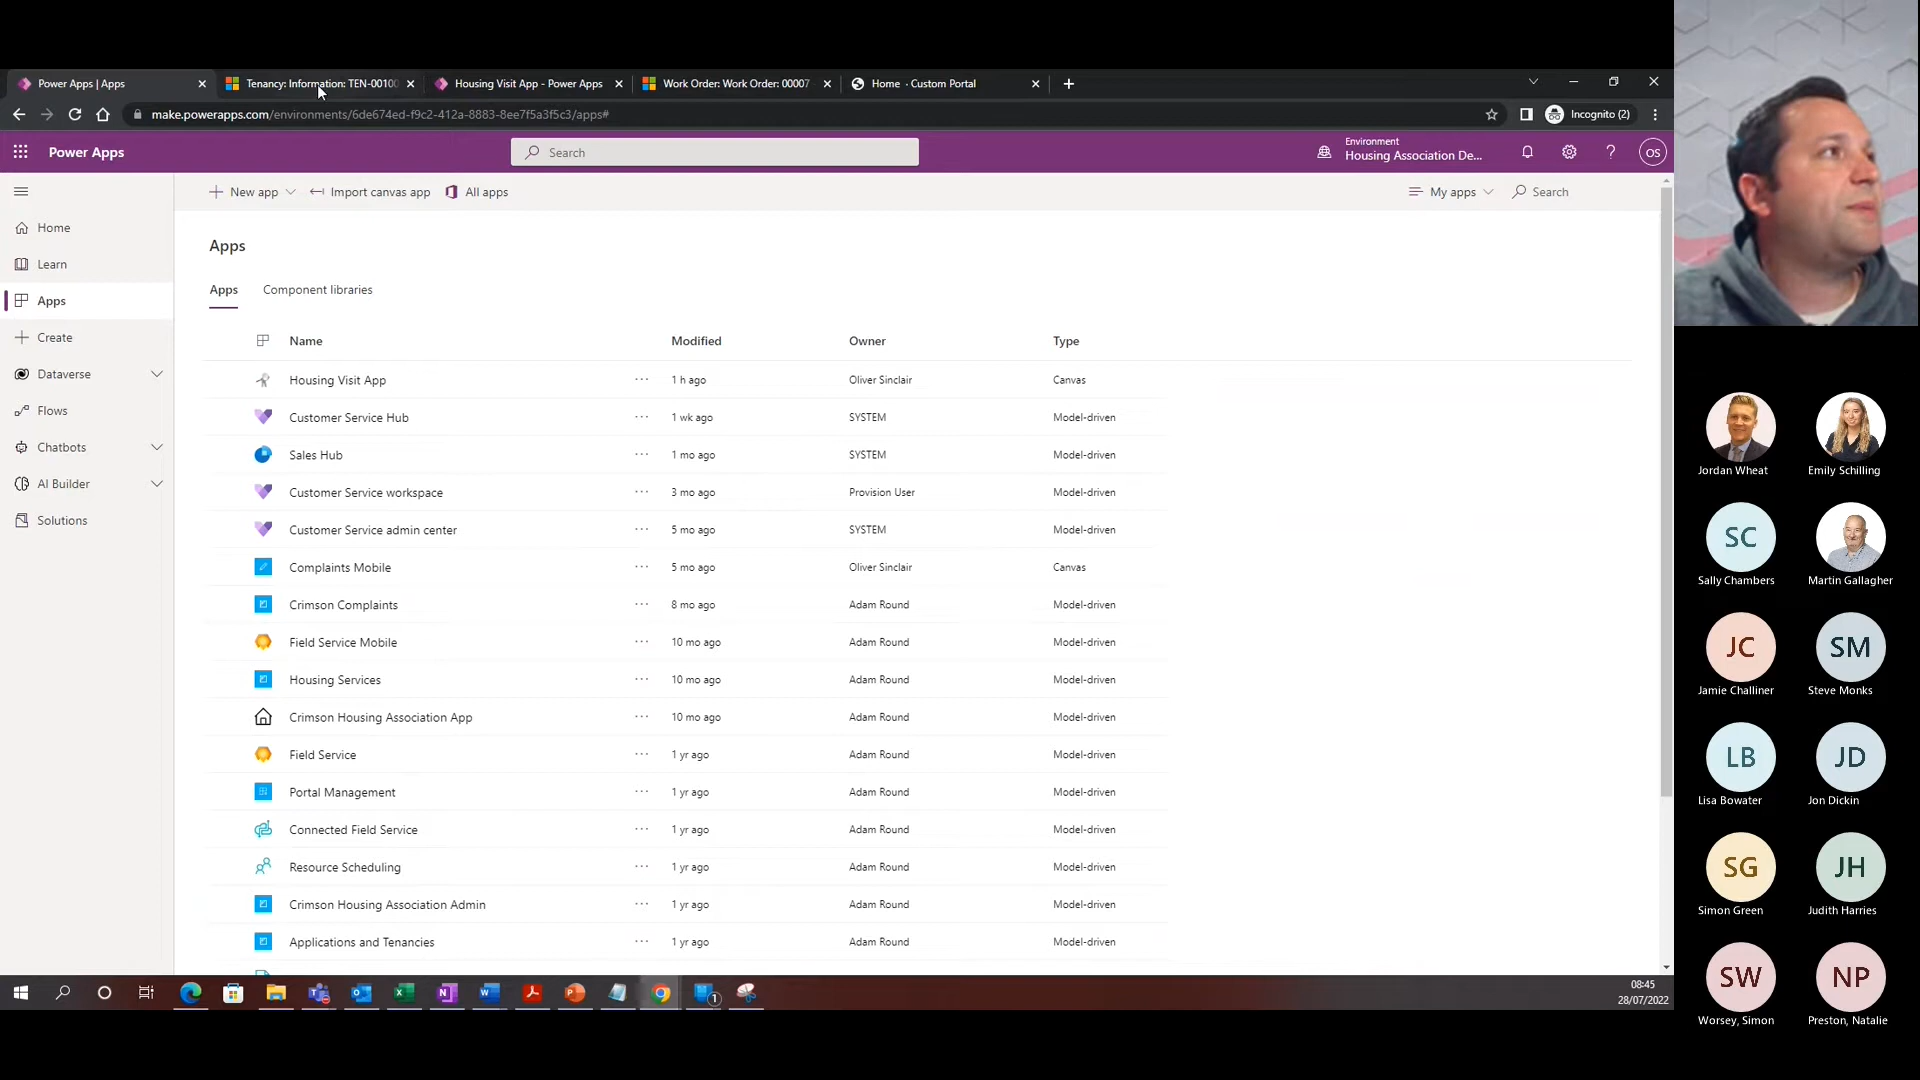 Power Apps | Apps
Tenancy: Information: TEN-00100
Housing Visit App - Power Apps
Work Order: Work Order: 00007
Home · Custom Portal
make.powerapps.com/environments/6de674ed-f9c2-412a-8883-8ee7f5a3f5c3/apps#
Incognito (2)
Power Apps
Search
Environment
Housing Association De...
OS
New app
Import canvas app
All apps
My apps
Search
Home
Learn
Apps
Create
Dataverse
Flows
Chatbots
AI Builder
Solutions
Apps
Apps
Component libraries
Name Modified Owner Type
Housing Visit App ... 1 h ago Oliver Sinclair Canvas
Customer Service Hub ... 1 wk ago SYSTEM Model-driven
Sales Hub ... 1 mo ago SYSTEM Model-driven
Customer Service workspace ... 3 mo ago Provision User Model-driven
Customer Service admin center ... 5 mo ago SYSTEM Model-driven
Complaints Mobile ... 5 mo ago Oliver Sinclair Canvas
Crimson Complaints ... 8 mo ago Adam Round Model-driven
Field Service Mobile ... 10 mo ago Adam Round Model-driven
Housing Services ... 10 mo ago Adam Round Model-driven
Crimson Housing Association App ... 10 mo ago Adam Round Model-driven
Field Service ... 1 yr ago Adam Round Model-driven
Portal Management ... 1 yr ago Adam Round Model-driven
Connected Field Service ... 1 yr ago Adam Round Model-driven
Resource Scheduling ... 1 yr ago Adam Round Model-driven
Crimson Housing Association Admin ... 1 yr ago Adam Round Model-driven
Applications and Tenancies ... 1 yr ago Adam Round Model-driven
1
08:45
28/07/2022
Jordan Wheat
Emily Schilling
SC
Sally Chambers
Martin Gallagher
JC
Jamie Challiner
SM
Steve Monks
LB
Lisa Bowater
JD
Jon Dickin
SG
Simon Green
JH
Judith Harries
SW
Worsey, Simon
NP
Preston, Natalie